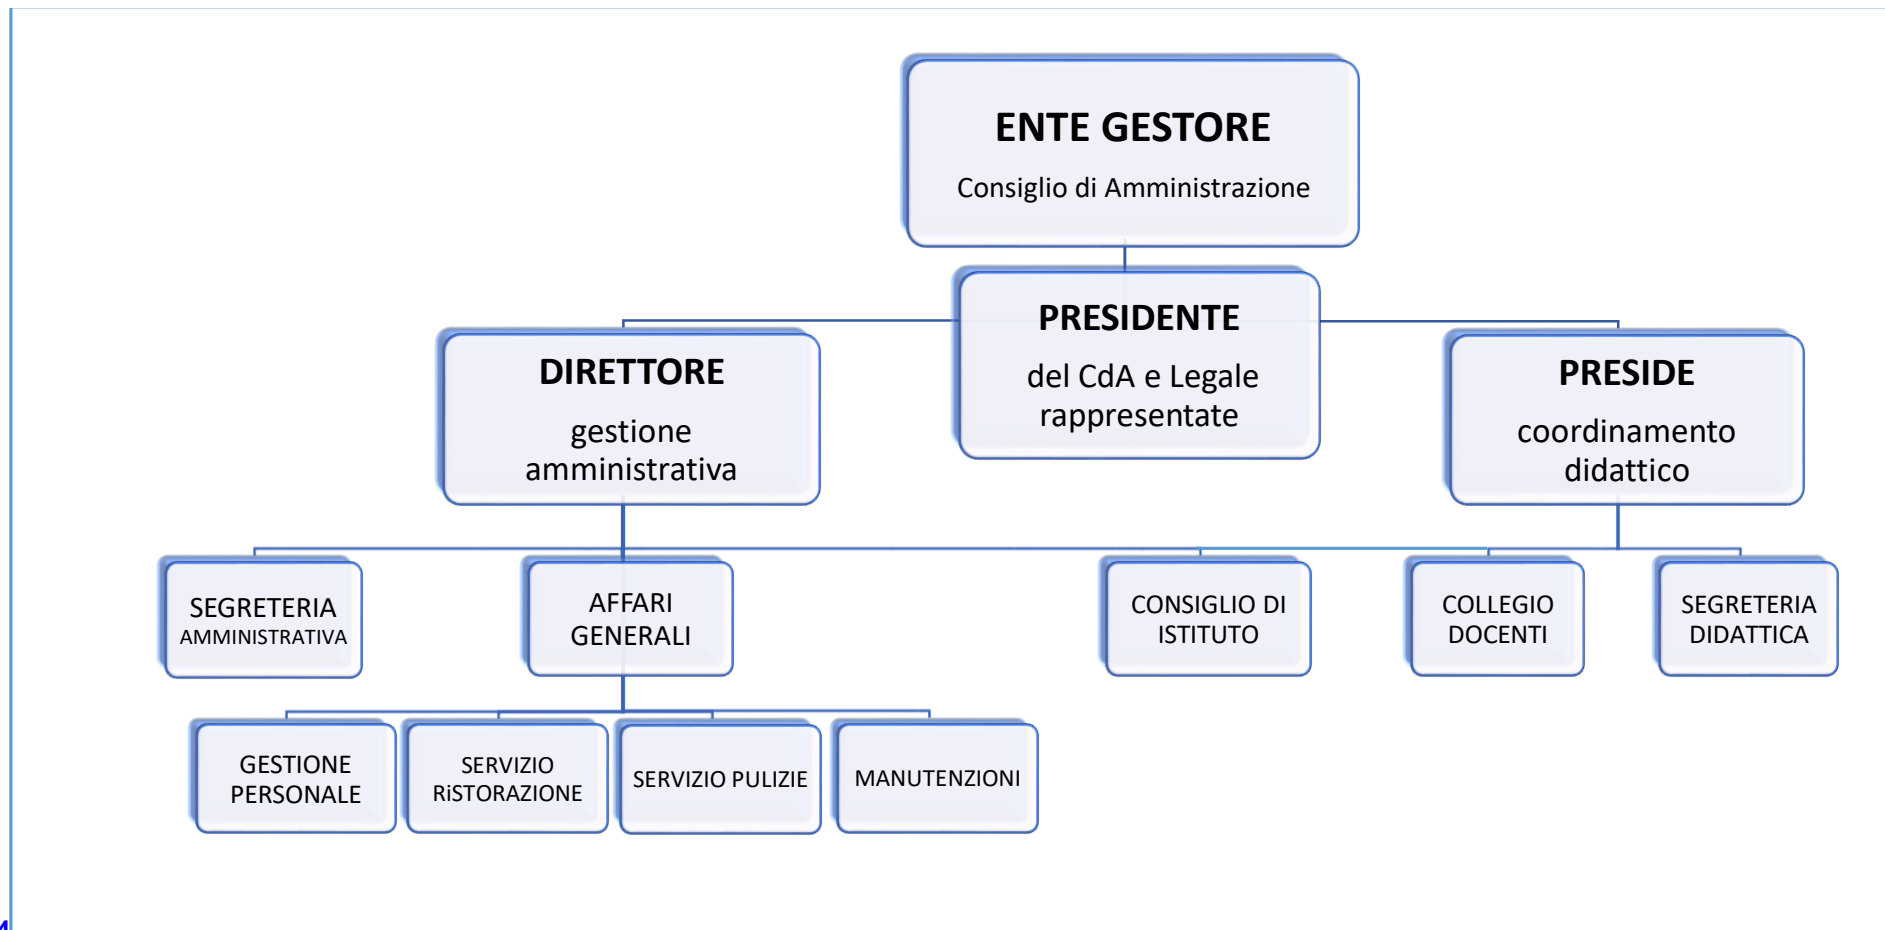 ENTE GESTORE
Consiglio di Amministrazione
PRESIDENTE
del CdA e Legale
rappresentate
DIRETTORE
gestione
amministrativa
PRESIDE
coordinamento
didattico
SEGRETERIA
AMMINISTRATIVA
AFFARI
GENERALI
CONSIGLIO DI
ISTITUTO
COLLEGIO
DOCENTI
SEGRETERIA
DIDATTICA
GESTIONE
PERSONALE
SERVIZIO
RiSTORAZIONE
SERVIZIO PULIZIE
MANUTENZIONI
4